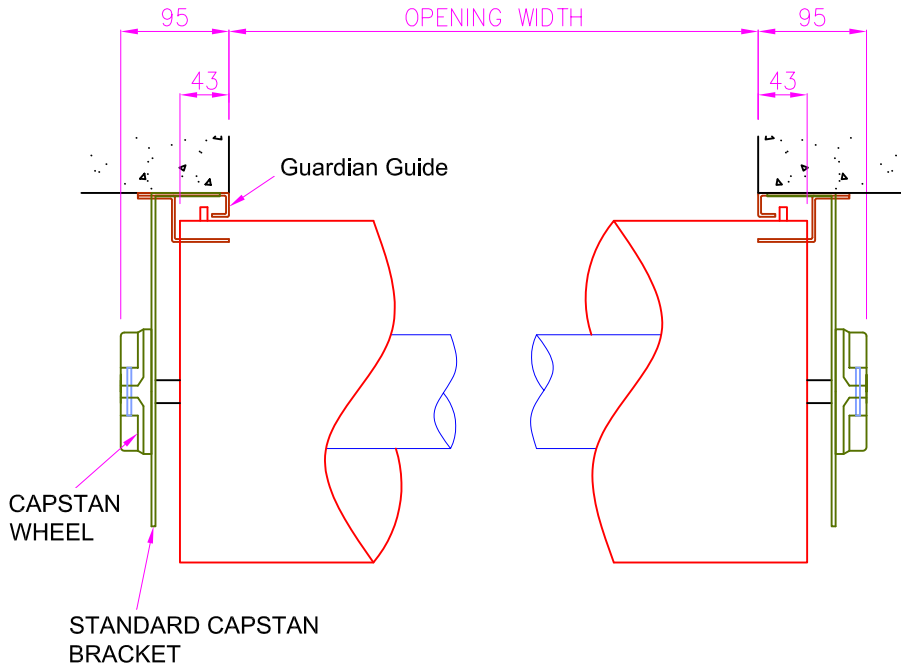 95
OPENING WIDTH
95
43
43
Guardian Guide
CAPSTAN
WHEEL
STANDARD CAPSTAN
BRACKET